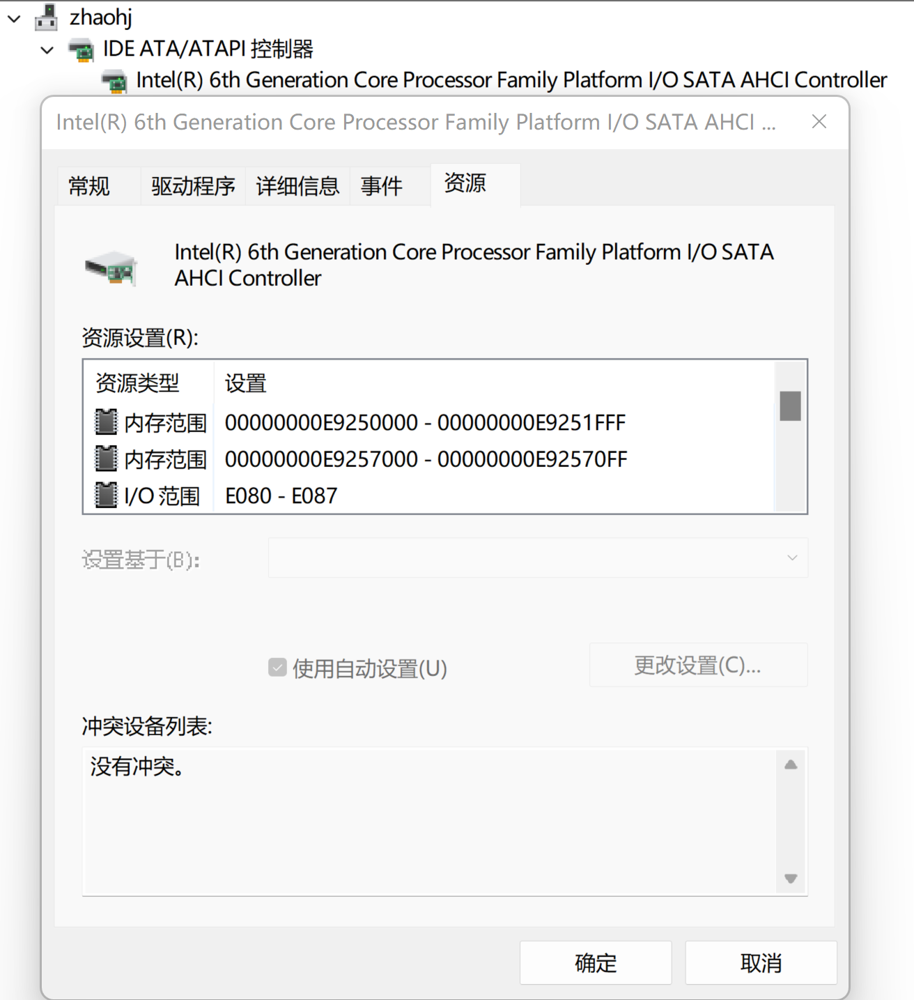 zhaohj
IDE ATA/ATAPI 控制器
Intel(R) 6th Generation Core Processor Family Platform I/O SATA AHCI Controller
Intel(R) 6th Generation Core Processor Family Platform I/O SATA AHCI ...
常规 驱动程序 详细信息 事件 资源
Intel(R) 6th Generation Core Processor Family Platform I/O SATA
AHCI Controller
资源设置(R):
资源类型 设置
内存范围 00000000E9250000 - 00000000E9251FFF
内存范围 00000000E9257000 - 00000000E92570FF
I/O 范围 E080 - E087
设置基于(B):
使用自动设置(U) 更改设置(C)...
冲突设备列表:
没有冲突。
确定 取消